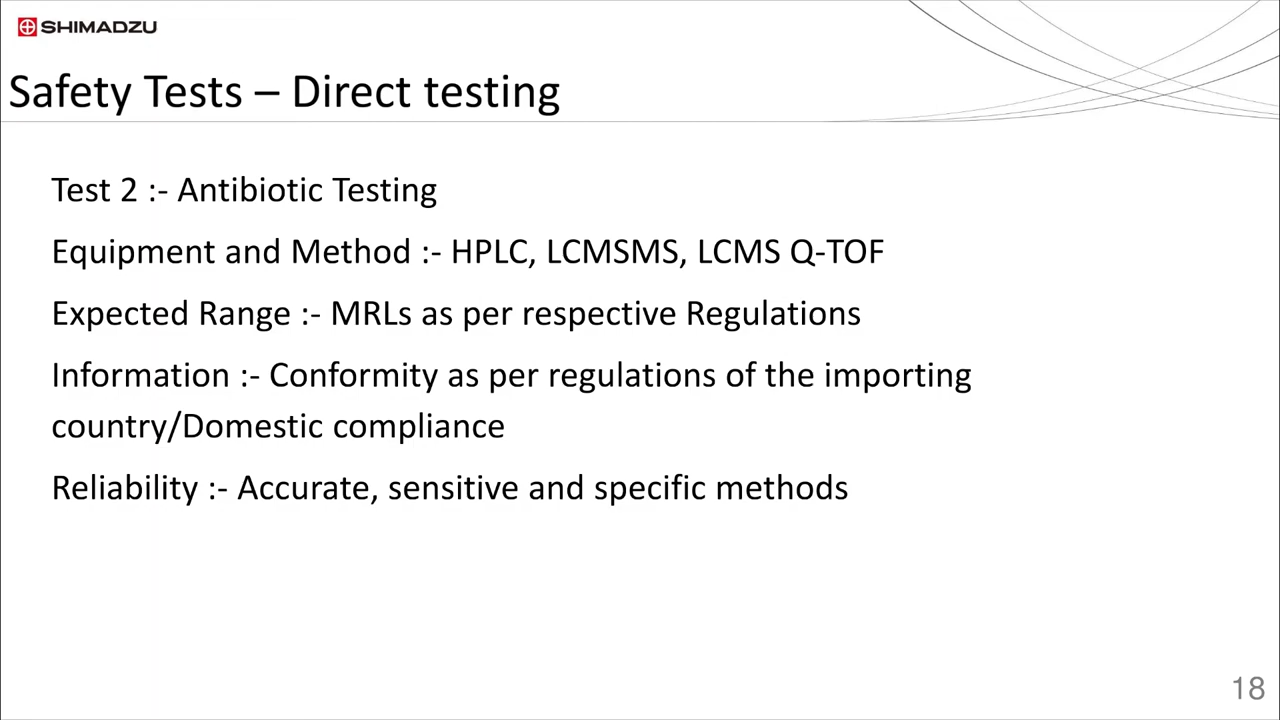 SHIMADZU
Safety Tests – Direct testing
Test 2 :- Antibiotic Testing
Equipment and Method :- HPLC, LCMSMS, LCMS Q-TOF
Expected Range :- MRLs as per respective Regulations
Information :- Conformity as per regulations of the importing
country/Domestic compliance
Reliability :- Accurate, sensitive and specific methods
18